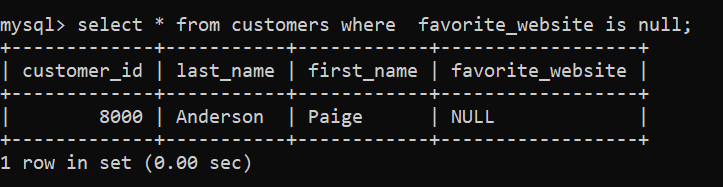 mysql> select * from customers where  favorite_website is null;
+-------------+-----------+------------+------------------+
| customer_id | last_name | first_name | favorite_website |
+-------------+-----------+------------+------------------+
|        8000 | Anderson  | Paige      | NULL             |
+-------------+-----------+------------+------------------+
1 row in set (0.00 sec)